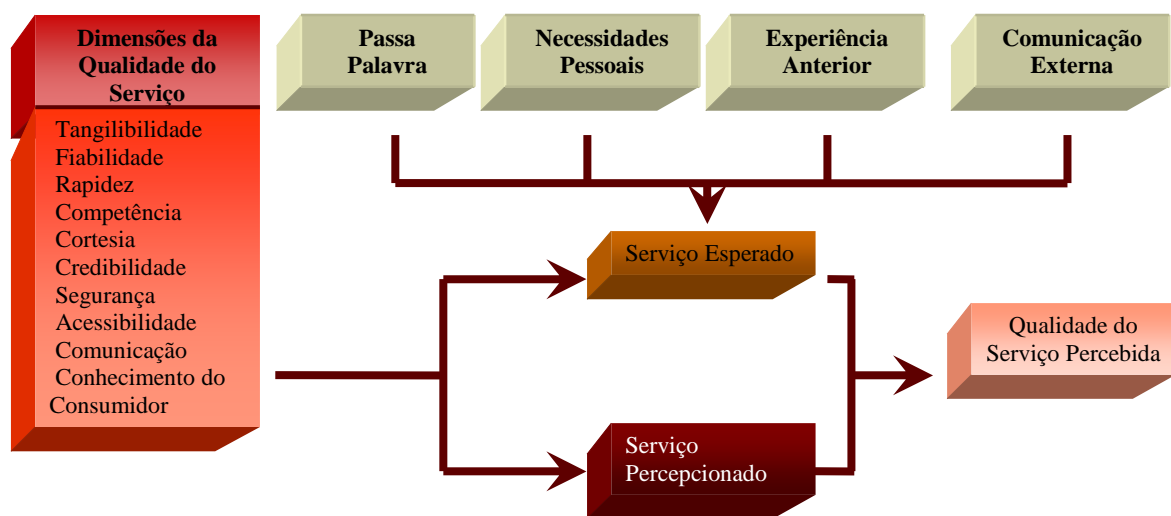 Dimensões da
Qualidade do
Serviço
Tangilibilidade
Fiabilidade
Rapidez
Competência
Cortesia
Credibilidade
Segurança
Acessibilidade
Comunicação
Conhecimento do
Consumidor
Passa
Palavra
Necessidades
Pessoais
Experiência
Anterior
Comunicação
Externa
Serviço Esperado
Serviço
Percepcionado
Qualidade do
Serviço Percebida